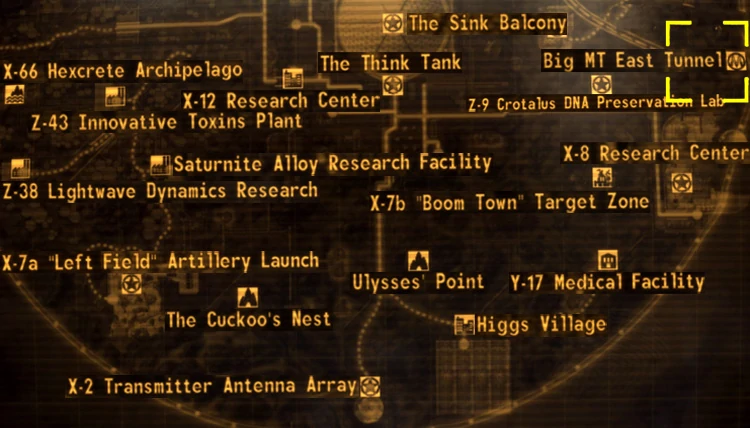 The Sink Balcony
The Think Tank
Big MT East Tunnel
X-66 Hexcrete Archipelago
X-12 Research Center
Z-9 Crotalus DNA Preservation Lab
Z-43 Innovative Toxins Plant
X-8 Research Center
Saturnite Alloy Research Facility
Z-38 Lightwave Dynamics Research
X-7b "Boom Town" Target Zone
X-7a "Left Field" Artillery Launch
Ulysses' Point
Y-17 Medical Facility
The Cuckoo's Nest
Higgs Village
X-2 Transmitter Antenna Array